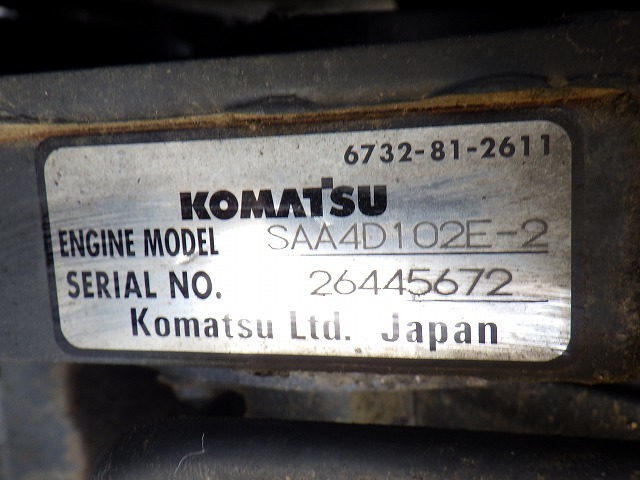 6732-81-2611
KOMATSU
ENGINE MODEL SAA4D102E-2
SERIAL NO. 26445672
Komatsu Ltd. Japan